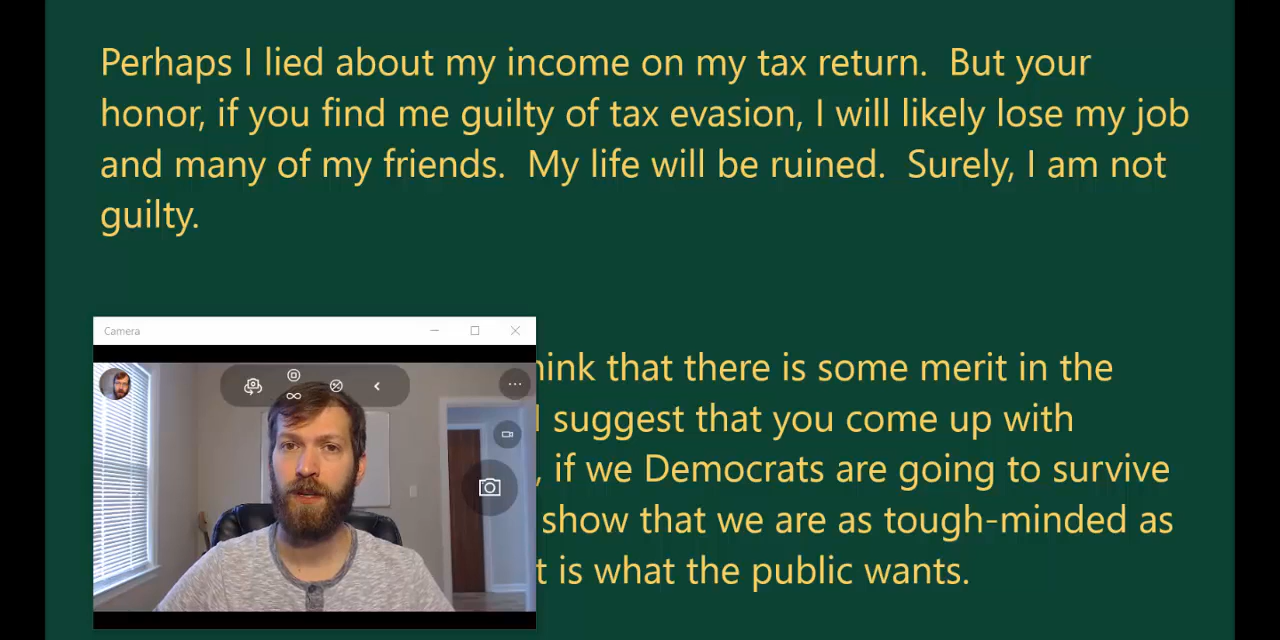 Perhaps I lied about my income on my tax return. But your
honor, if you find me guilty of tax evasion, I will likely lose my job
and many of my friends. My life will be ruined. Surely, I am not
guilty.
Camera
that there is some merit in the
suggest that you come up with
, if we Democrats are going to survive
show that we are as tough-minded as
is what the public wants.